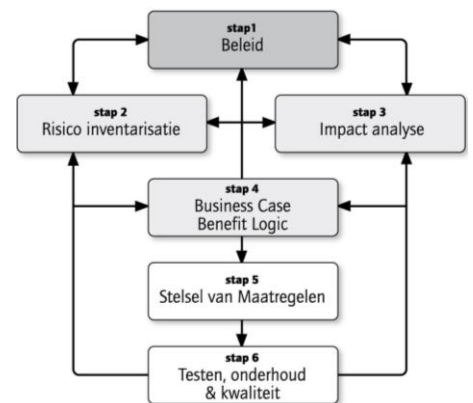 stap1
Beleid
stap 2
Risico inventarisatie
stap 3
Impact analyse
stap 4
Business Case
Benefit Logic
stap 5
Stelsel van Maatregelen
stap 6
Testen, onderhoud
& kwaliteit